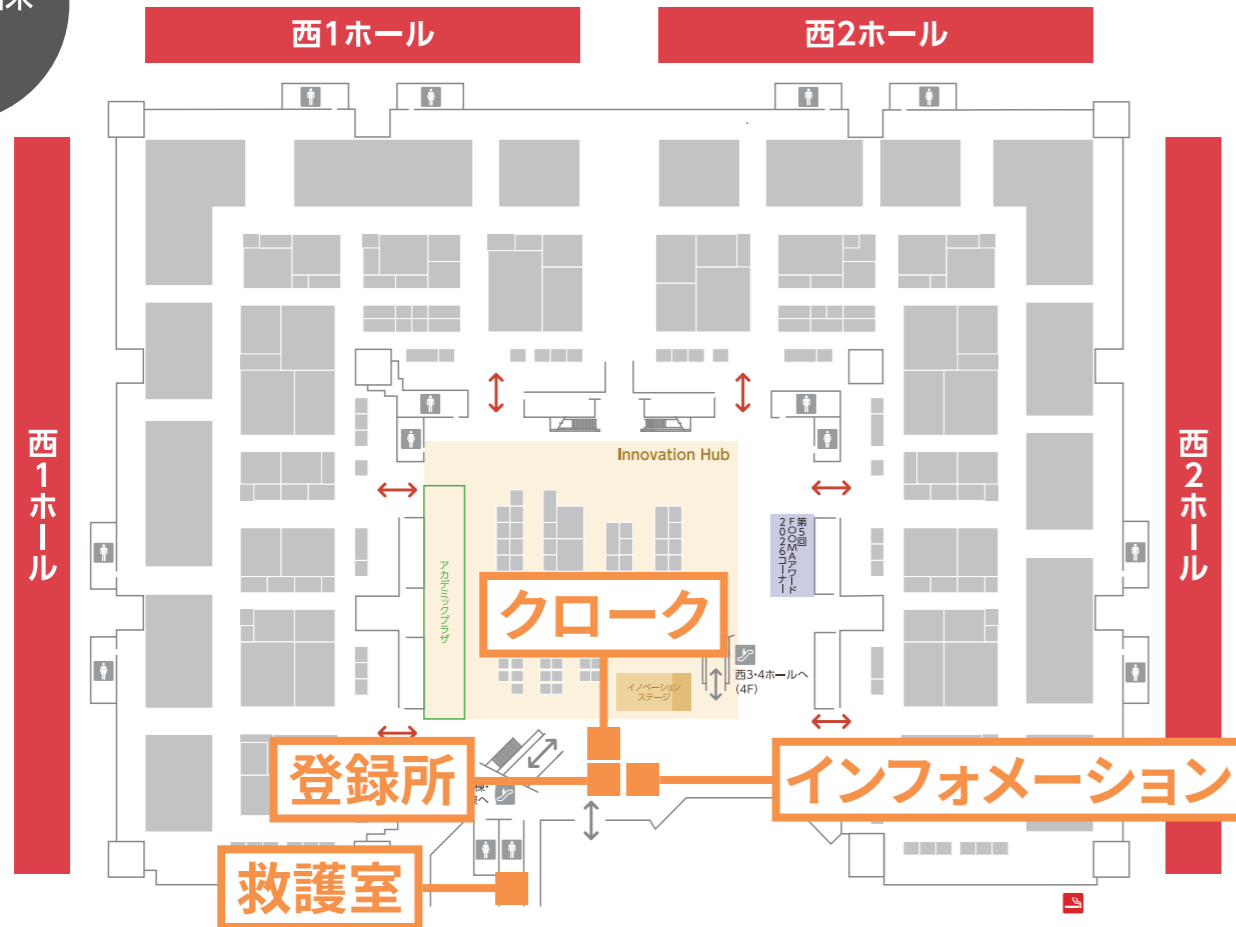 西1ホール
西2ホール
西1ホール
西2ホール
Innovation Hub
アカデミックプラザ
第5回
FOOMAアワード
2026コーナー
クローク
西3・4ホールへ
(4F)
イノベーション
ステージ
登録所
インフォメーション
救護室